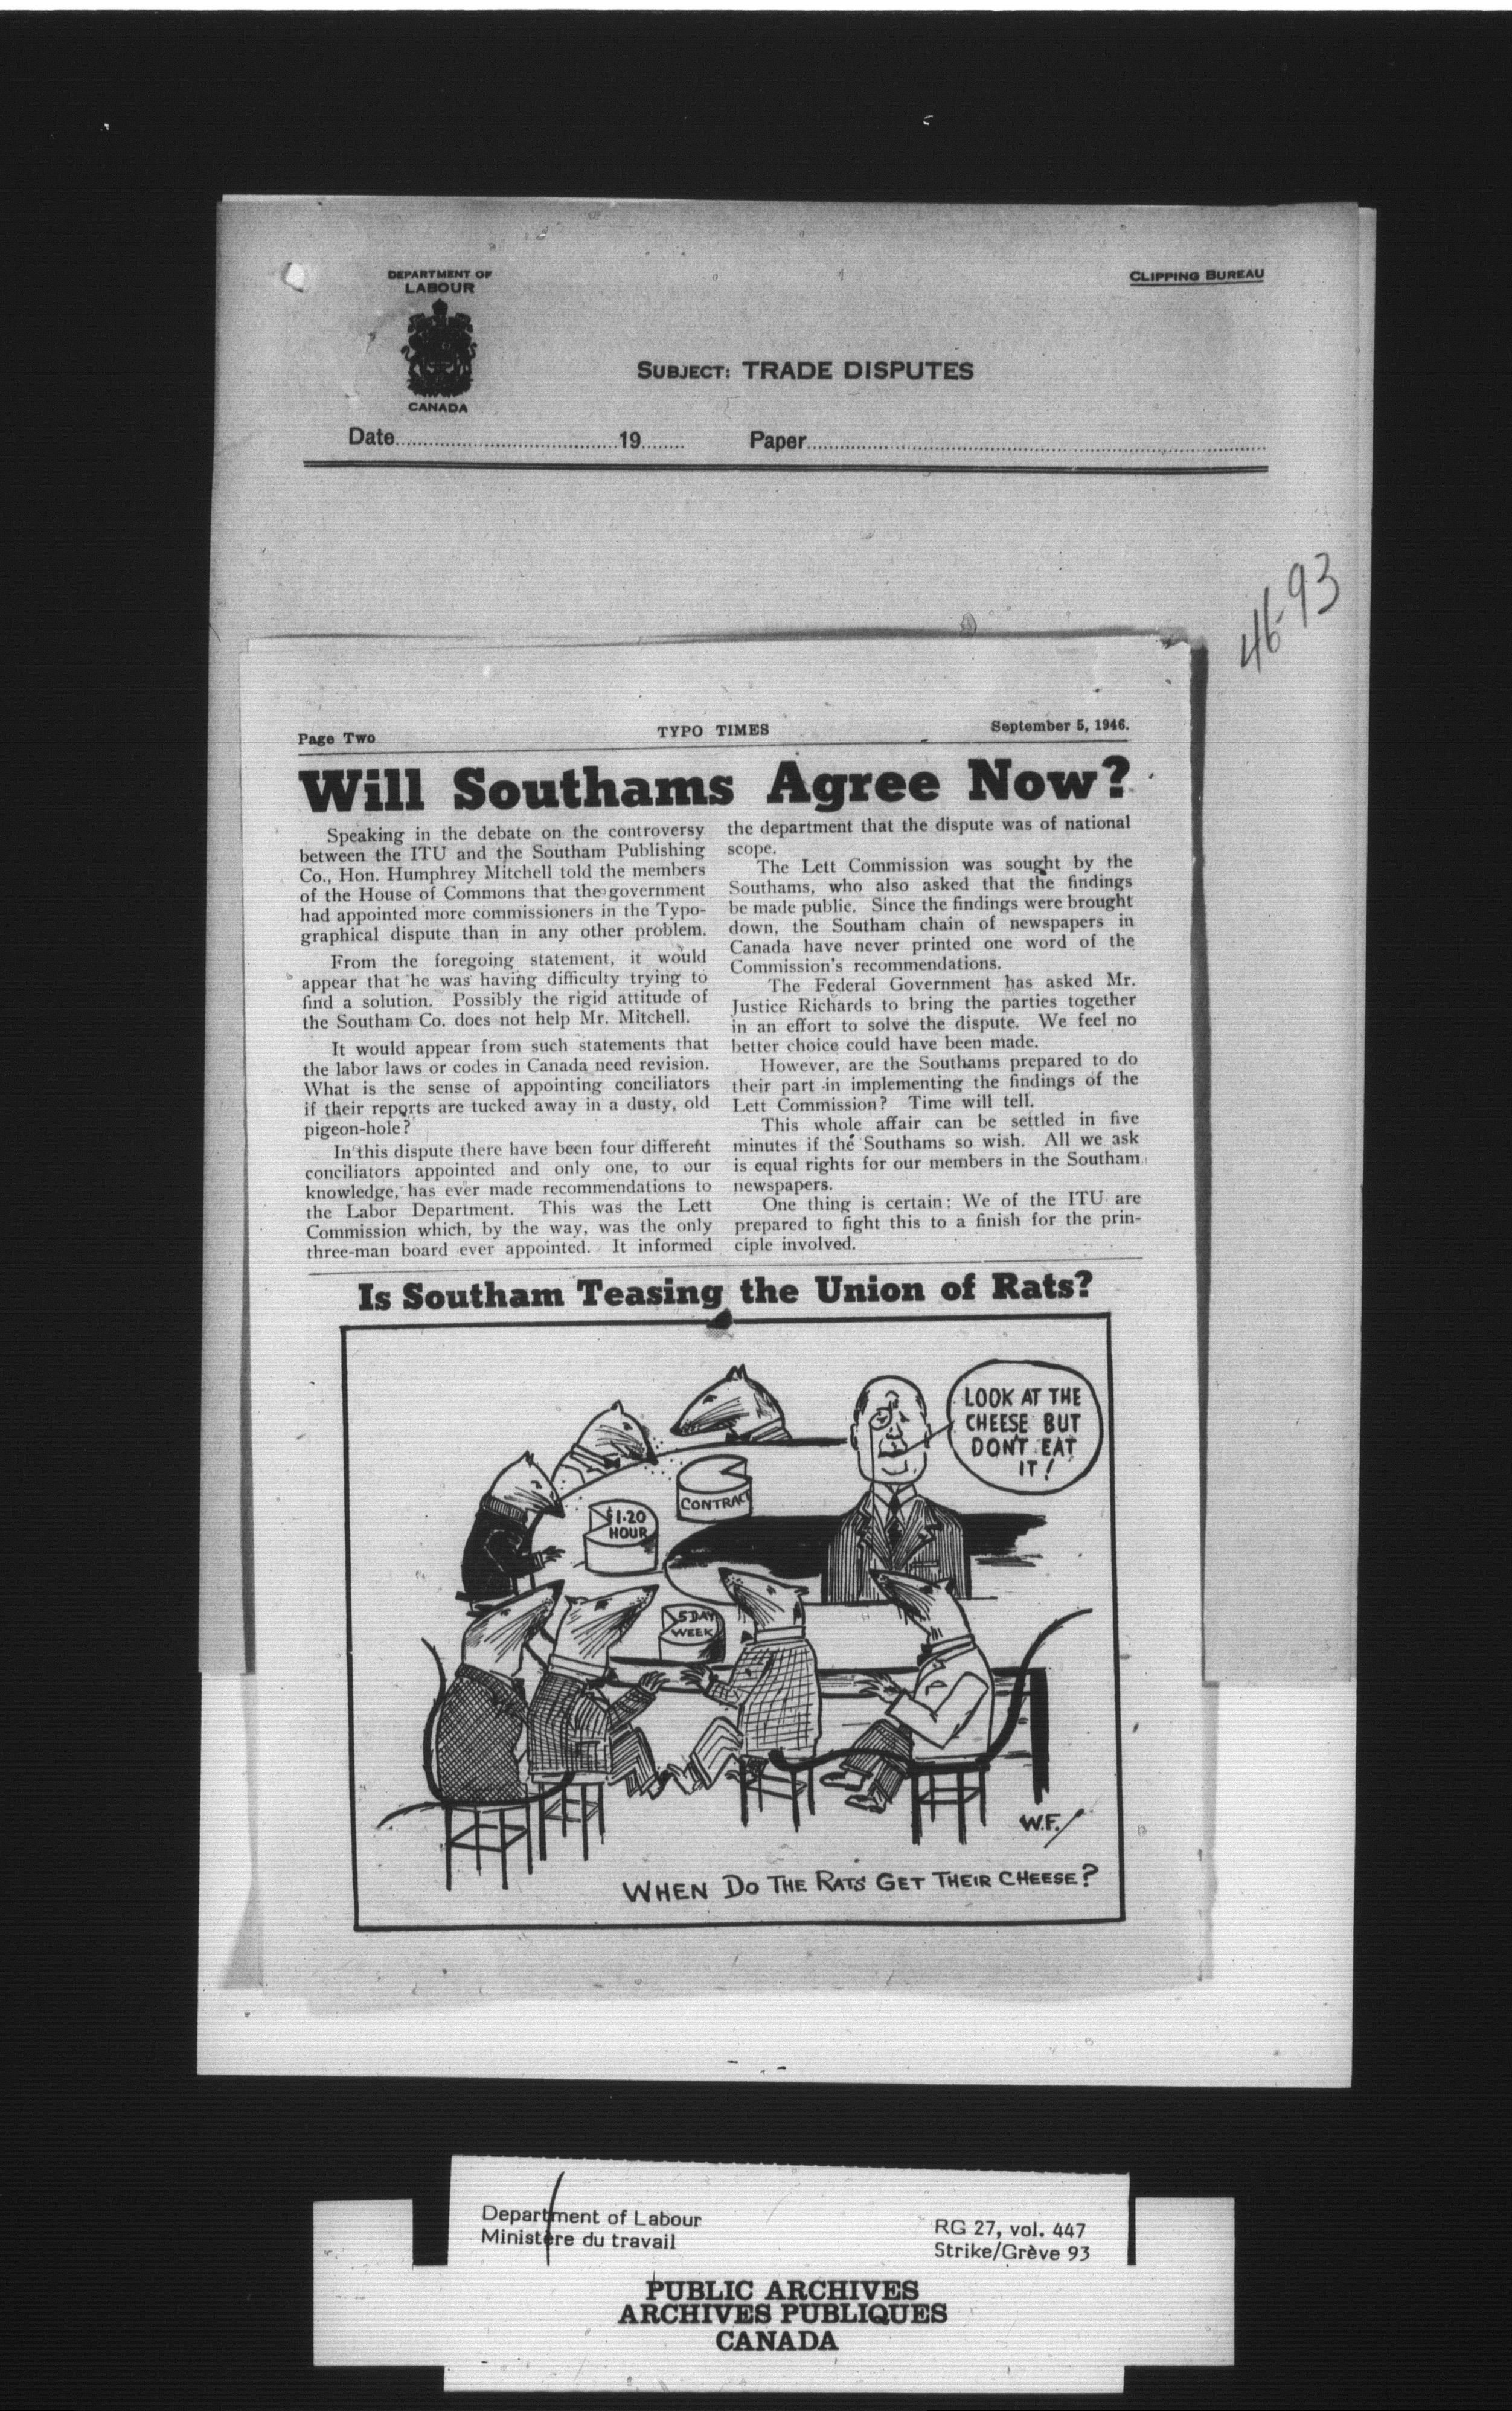 DEPARTMENT OF
LABOUR
CANADA
CLIPPING BUREAU
SUBJECT: TRADE DISPUTES
Date....................................19........ Paper..........................................................................
46-93
Page Two TYPO TIMES September 5, 1946.
Will Southams Agree Now?
Speaking in the debate on the controversy
between the ITU and the Southam Publishing
Co., Hon. Humphrey Mitchell told the members
of the House of Commons that the government
had appointed more commissioners in the Typo-
graphical dispute than in any other problem.
From the foregoing statement, it would
appear that he was having difficulty trying to
find a solution. Possibly the rigid attitude of
the Southam Co. does not help Mr. Mitchell.
It would appear from such statements that
the labor laws or codes in Canada need revision.
What is the sense of appointing conciliators
if their reports are tucked away in a dusty, old
pigeon-hole?
In this dispute there have been four different
conciliators appointed and only one, to our
knowledge, has ever made recommendations to
the Labor Department. This was the Lett
Commission which, by the way, was the only
three-man board ever appointed. It informed
the department that the dispute was of national
scope.
The Lett Commission was sought by the
Southams, who also asked that the findings
be made public. Since the findings were brought
down, the Southam chain of newspapers in
Canada have never printed one word of the
Commission's recommendations.
The Federal Government has asked Mr.
Justice Richards to bring the parties together
in an effort to solve the dispute. We feel no
better choice could have been made.
However, are the Southams prepared to do
their part in implementing the findings of the
Lett Commission? Time will tell.
This whole affair can be settled in five
minutes if the Southams so wish. All we ask
is equal rights for our members in the Southam
newspapers.
One thing is certain: We of the ITU are
prepared to fight this to a finish for the prin-
ciple involved.
Is Southam Teasing the Union of Rats?
LOOK AT THE
CHEESE BUT
DON'T EAT
IT!
CONTRACT
$1.20
HOUR
5 DAY
WEEK
W.F.
WHEN DO THE RATS GET THEIR CHEESE?
Department of Labour
Ministère du travail
RG 27, vol. 447
Strike/Grève 93
PUBLIC ARCHIVES
ARCHIVES PUBLIQUES
CANADA